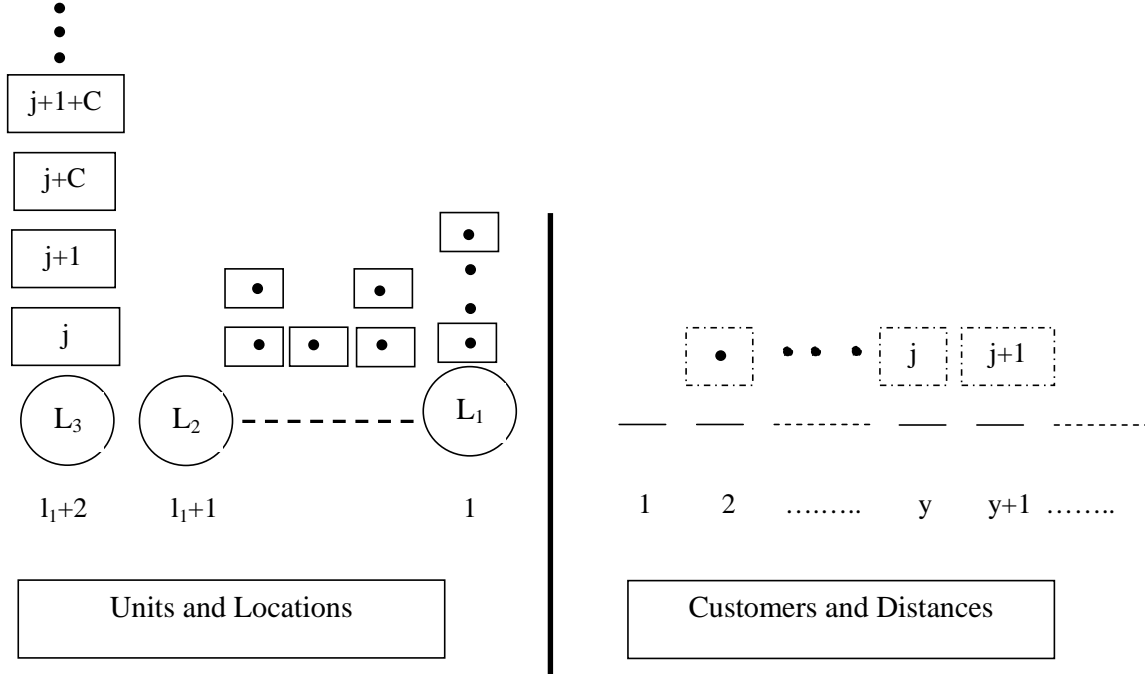 j+1+C
j+C
j+1
j
j
j+1
L₃
L₂
L₁
l₁+2
l₁+1
1
1
2
........
y
y+1
........
Units and Locations
Customers and Distances